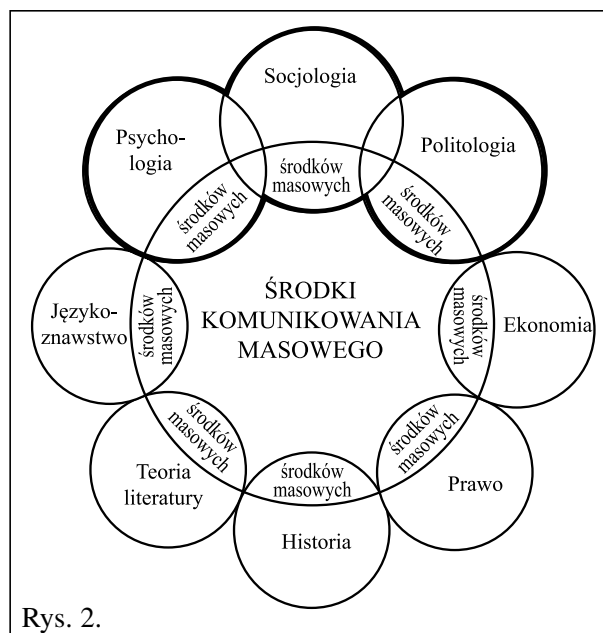 Socjologia
środków
masowych
Politologia
środków
masowych
Ekonomia
środków
masowych
Prawo
środków
masowych
Historia
środków
masowych
Teoria
literatury
środków
masowych
Języko-
znawstwo
środków
masowych
Psycho-
logia
środków
masowych
ŚRODKI
KOMUNIKOWANIA
MASOWEGO
Rys. 2.